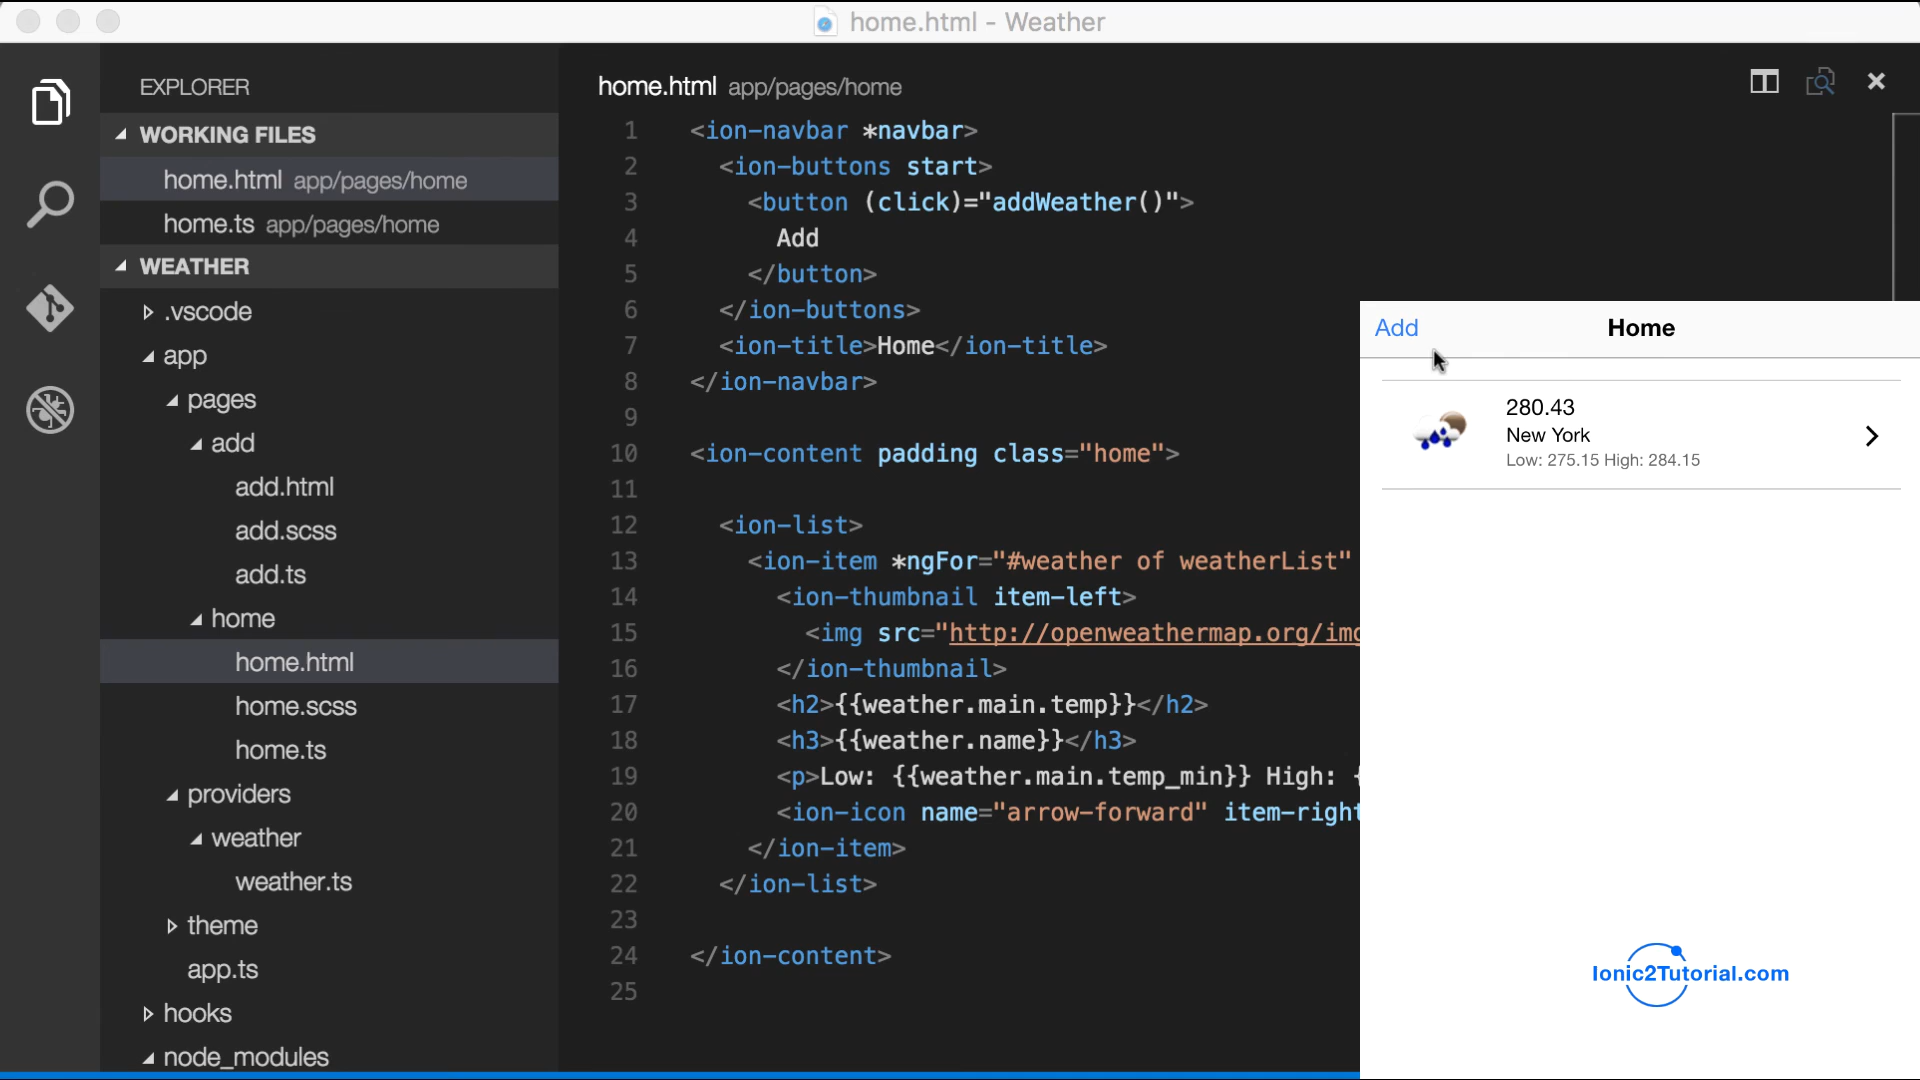 home.html - Weather
EXPLORER
WORKING FILES
home.html app/pages/home
home.ts app/pages/home
WEATHER
.vscode
app
pages
add
add.html
add.scss
add.ts
home
home.html
home.scss
home.ts
providers
weather
weather.ts
theme
app.ts
hooks
node_modules
home.html app/pages/home
1 <ion-navbar *navbar>
2 <ion-buttons start>
3 <button (click)="addWeather()">
4 Add
5 </button>
6 </ion-buttons>
7 <ion-title>Home</ion-title>
8 </ion-navbar>
9
10 <ion-content padding class="home">
11
12 <ion-list>
13 <ion-item *ngFor="#weather of weatherList"
14 <ion-thumbnail item-left>
15 <img src="http://openweathermap.org/img
16 </ion-thumbnail>
17 <h2>{{weather.main.temp}}</h2>
18 <h3>{{weather.name}}</h3>
19 <p>Low: {{weather.main.temp_min}} High: {
20 <ion-icon name="arrow-forward" item-right
21 </ion-item>
22 </ion-list>
23
24 </ion-content>
25
Add Home
280.43
New York
Low: 275.15 High: 284.15
Ionic2Tutorial.com